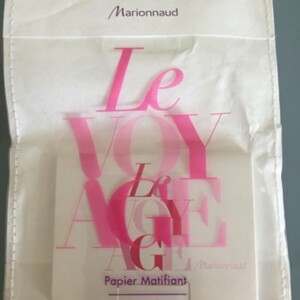 Marionnaud
Le
VOY
AGE
Le
VOY
AGE
Marionnaud
Papier Matifiant